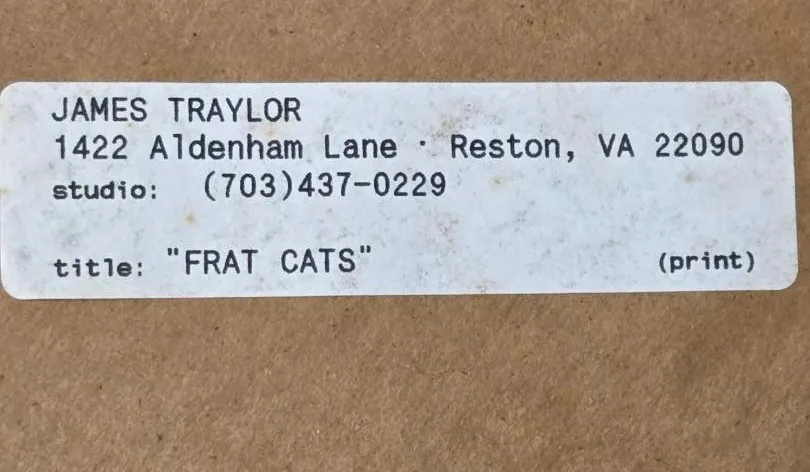 JAMES TRAYLOR
1422 Aldenham Lane · Reston, VA 22090
studio: (703)437-0229
title: "FRAT CATS" (print)